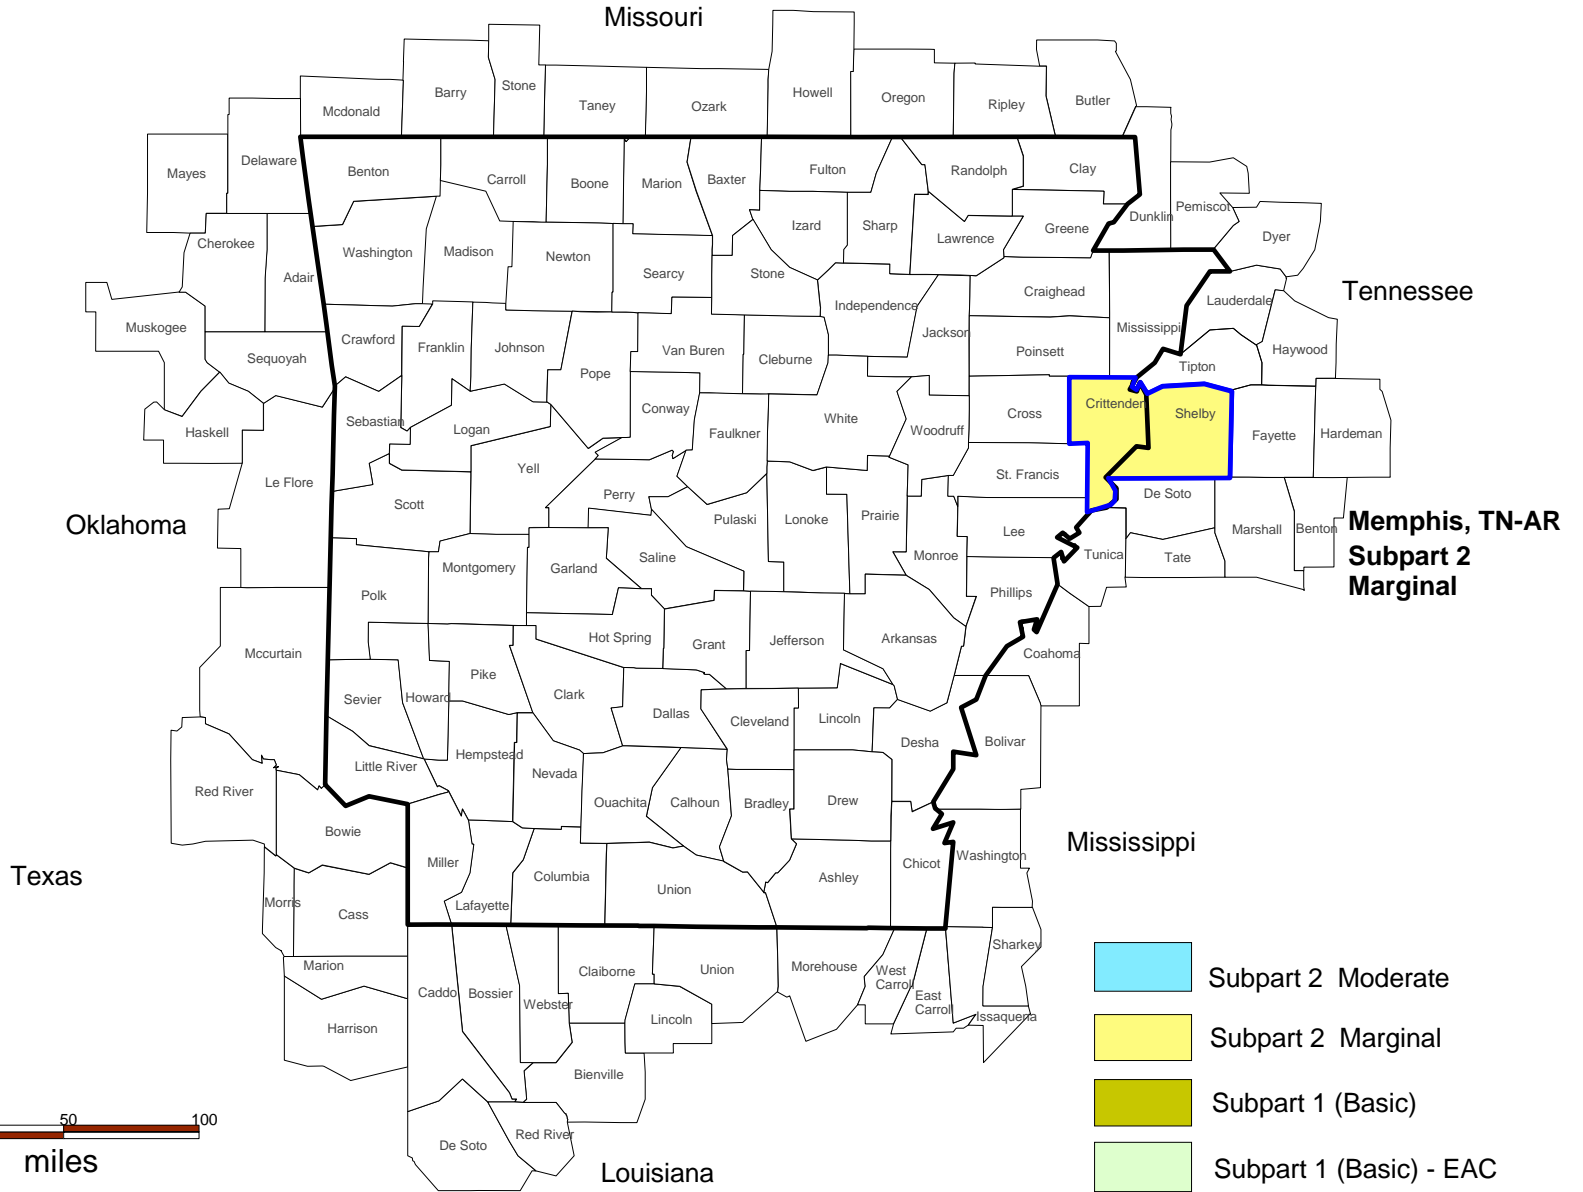 Missouri
Mcdonald
Barry
Stone
Taney
Ozark
Howell
Oregon
Ripley
Butler
Mayes
Delaware
Benton
Carroll
Boone
Marion
Baxter
Fulton
Randolph
Clay
Dunklin
Pemiscot
Dyer
Cherokee
Adair
Washington
Madison
Newton
Searcy
Stone
Izard
Sharp
Lawrence
Greene
Tennessee
Muskogee
Sequoyah
Crawford
Franklin
Johnson
Pope
Van Buren
Cleburne
Independence
Jackson
Craighead
Poinsett
Mississippi
Lauderdale
Tipton
Haywood
Haskell
Le Flore
Sebastian
Logan
Yell
Conway
Faulkner
White
Woodruff
Cross
Crittenden
Shelby
Fayette
Hardeman
Oklahoma
Scott
Perry
Pulaski
Lonoke
Prairie
Monroe
St. Francis
Lee
De Soto
Tunica
Tate
Marshall
Benton
Memphis, TN-AR
Subpart 2
Marginal
Polk
Montgomery
Garland
Saline
Hot Spring
Grant
Jefferson
Arkansas
Phillips
Coahoma
Mccurtain
Sevier
Howard
Pike
Clark
Dallas
Cleveland
Lincoln
Desha
Bolivar
Red River
Little River
Hempstead
Nevada
Ouachita
Calhoun
Bradley
Drew
Bowie
Texas
Miller
Lafayette
Columbia
Union
Ashley
Chicot
Washington
Mississippi
Morris
Cass
Marion
Harrison
Caddo
Bossier
Webster
Claiborne
Union
Lincoln
Bienville
Morehouse
West
Carroll
East
Carroll
Sharkey
Issaquena
De Soto
Red River
Louisiana
50
100
miles
Subpart 2 Moderate
Subpart 2 Marginal
Subpart 1 (Basic)
Subpart 1 (Basic) - EAC